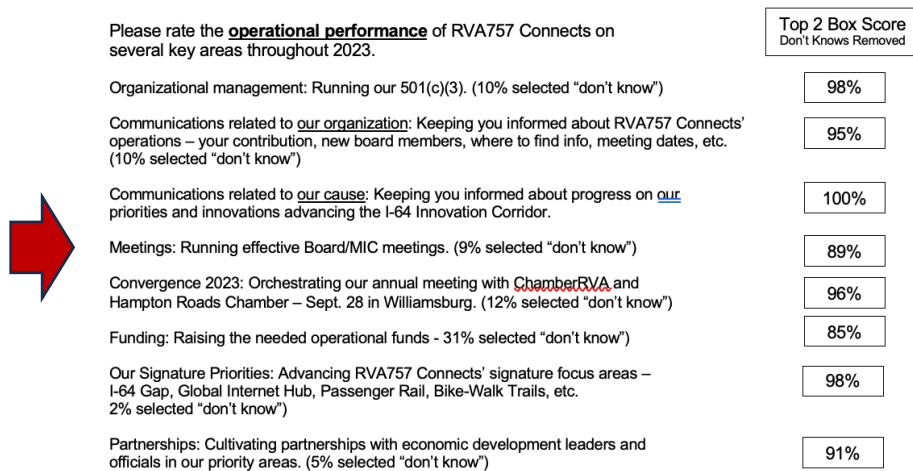 Please rate the operational performance of RVA757 Connects on
several key areas throughout 2023.
Top 2 Box Score
Don't Knows Removed
Organizational management: Running our 501(c)(3). (10% selected “don’t know”)
98%
Communications related to our organization: Keeping you informed about RVA757 Connects’
operations – your contribution, new board members, where to find info, meeting dates, etc.
(10% selected “don’t know”)
95%
Communications related to our cause: Keeping you informed about progress on our
priorities and innovations advancing the I-64 Innovation Corridor.
100%
Meetings: Running effective Board/MIC meetings. (9% selected “don’t know”)
89%
Convergence 2023: Orchestrating our annual meeting with ChamberRVA and
Hampton Roads Chamber – Sept. 28 in Williamsburg. (12% selected “don’t know”)
96%
Funding: Raising the needed operational funds - 31% selected “don’t know”)
85%
Our Signature Priorities: Advancing RVA757 Connects’ signature focus areas –
I-64 Gap, Global Internet Hub, Passenger Rail, Bike-Walk Trails, etc.
2% selected “don’t know”)
98%
Partnerships: Cultivating partnerships with economic development leaders and
officials in our priority areas. (5% selected “don’t know”)
91%